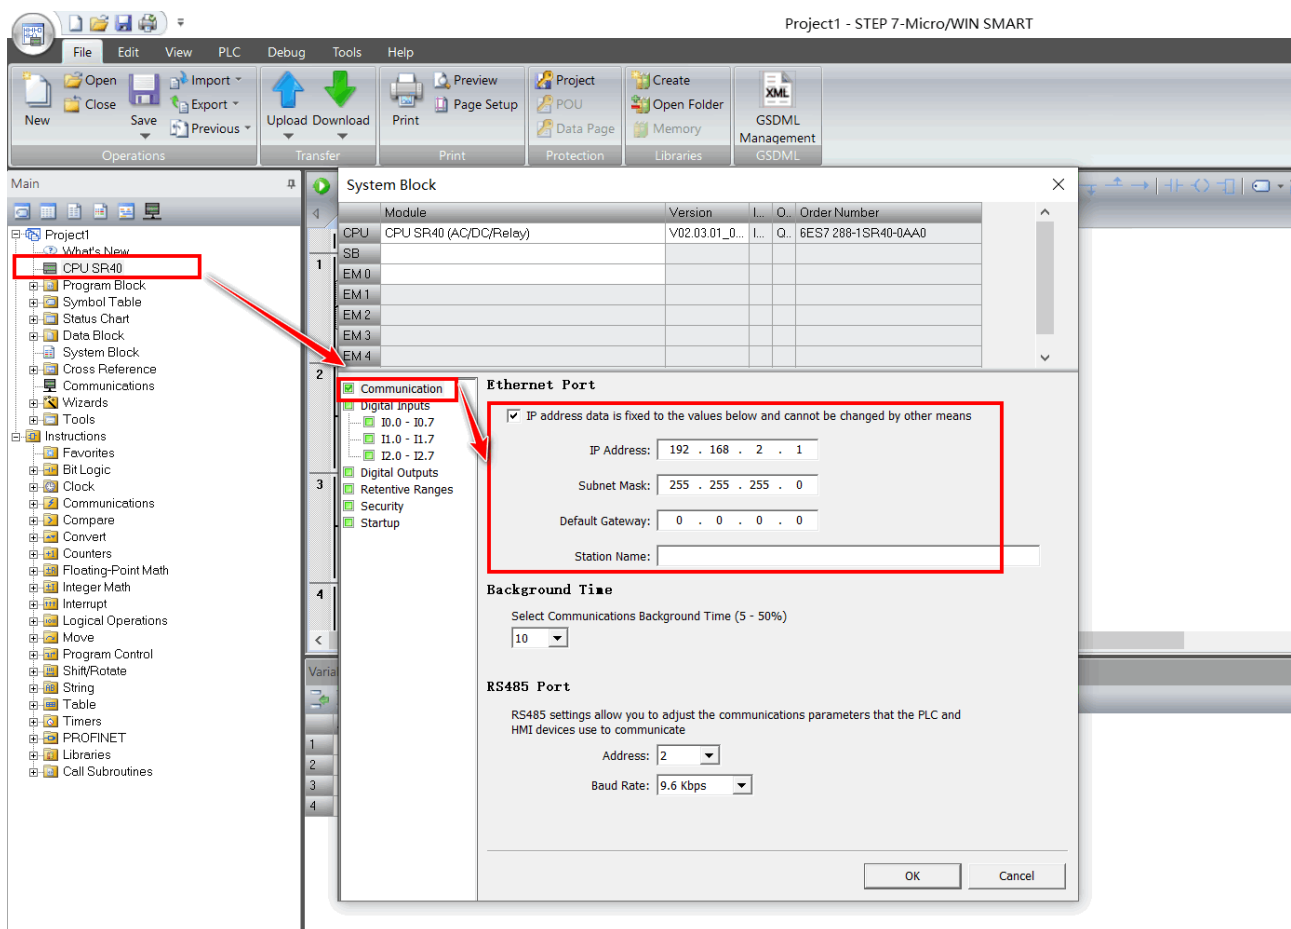 Project1 - STEP 7-Micro/WIN SMART
File Edit View PLC Debug Tools Help
New
Open
Close
Save
Import
Export
Previous
Operations
Upload Download
Transfer
Print
Preview
Page Setup
Print
Project
POU
Data Page
Protection
Create
Open Folder
Memory
Libraries
XML
GSDML
Management
GSDML
Main
Project1
What's New
CPU SR40
Program Block
Symbol Table
Status Chart
Data Block
System Block
Cross Reference
Communications
Wizards
Tools
Instructions
Favorites
Bit Logic
Clock
Communications
Compare
Convert
Counters
Floating-Point Math
Integer Math
Interrupt
Logical Operations
Move
Program Control
Shift/Rotate
String
Table
Timers
PROFINET
Libraries
Call Subroutines
1
2
3
4
Varia
1
2
3
4
System Block
Module Version I... O.. Order Number
CPU CPU SR40 (AC/DC/Relay) V02.03.01_0... I... Q.. 6ES7 288-1SR40-0AA0
SB
EM 0
EM 1
EM 2
EM 3
EM 4
Communication
Digital Inputs
I0.0 - I0.7
I1.0 - I1.7
I2.0 - I2.7
Digital Outputs
Retentive Ranges
Security
Startup
Ethernet Port
IP address data is fixed to the values below and cannot be changed by other means
IP Address: 192 . 168 . 2 . 1
Subnet Mask: 255 . 255 . 255 . 0
Default Gateway: 0 . 0 . 0 . 0
Station Name:
Background Time
Select Communications Background Time (5 - 50%)
10
RS485 Port
RS485 settings allow you to adjust the communications parameters that the PLC and
HMI devices use to communicate
Address: 2
Baud Rate: 9.6 Kbps
OK Cancel